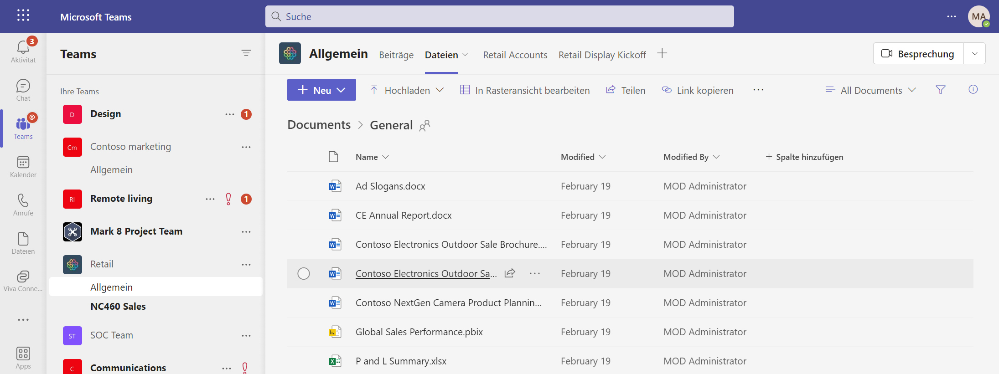 Microsoft Teams
Suche
MA
3
Aktivität
Chat
@
Teams
Kalender
Anrufe
Dateien
Viva Conne...
Apps
Teams
Ihre Teams
D
Design
1
Cm
Contoso marketing
Allgemein
Rl
Remote living
1
Mark 8 Project Team
Retail
Allgemein
NC460 Sales
ST
SOC Team
C
Communications
Allgemein
Beiträge
Dateien
Retail Accounts
Retail Display Kickoff
Besprechung
Neu
Hochladen
In Rasteransicht bearbeiten
Teilen
Link kopieren
All Documents
Documents > General
Name
Modified
Modified By
Spalte hinzufügen
Ad Slogans.docx February 19 MOD Administrator
CE Annual Report.docx February 19 MOD Administrator
Contoso Electronics Outdoor Sale Brochure.... February 19 MOD Administrator
Contoso Electronics Outdoor Sa... February 19 MOD Administrator
Contoso NextGen Camera Product Plannin... February 19 MOD Administrator
Global Sales Performance.pbix February 19 MOD Administrator
P and L Summary.xlsx February 19 MOD Administrator